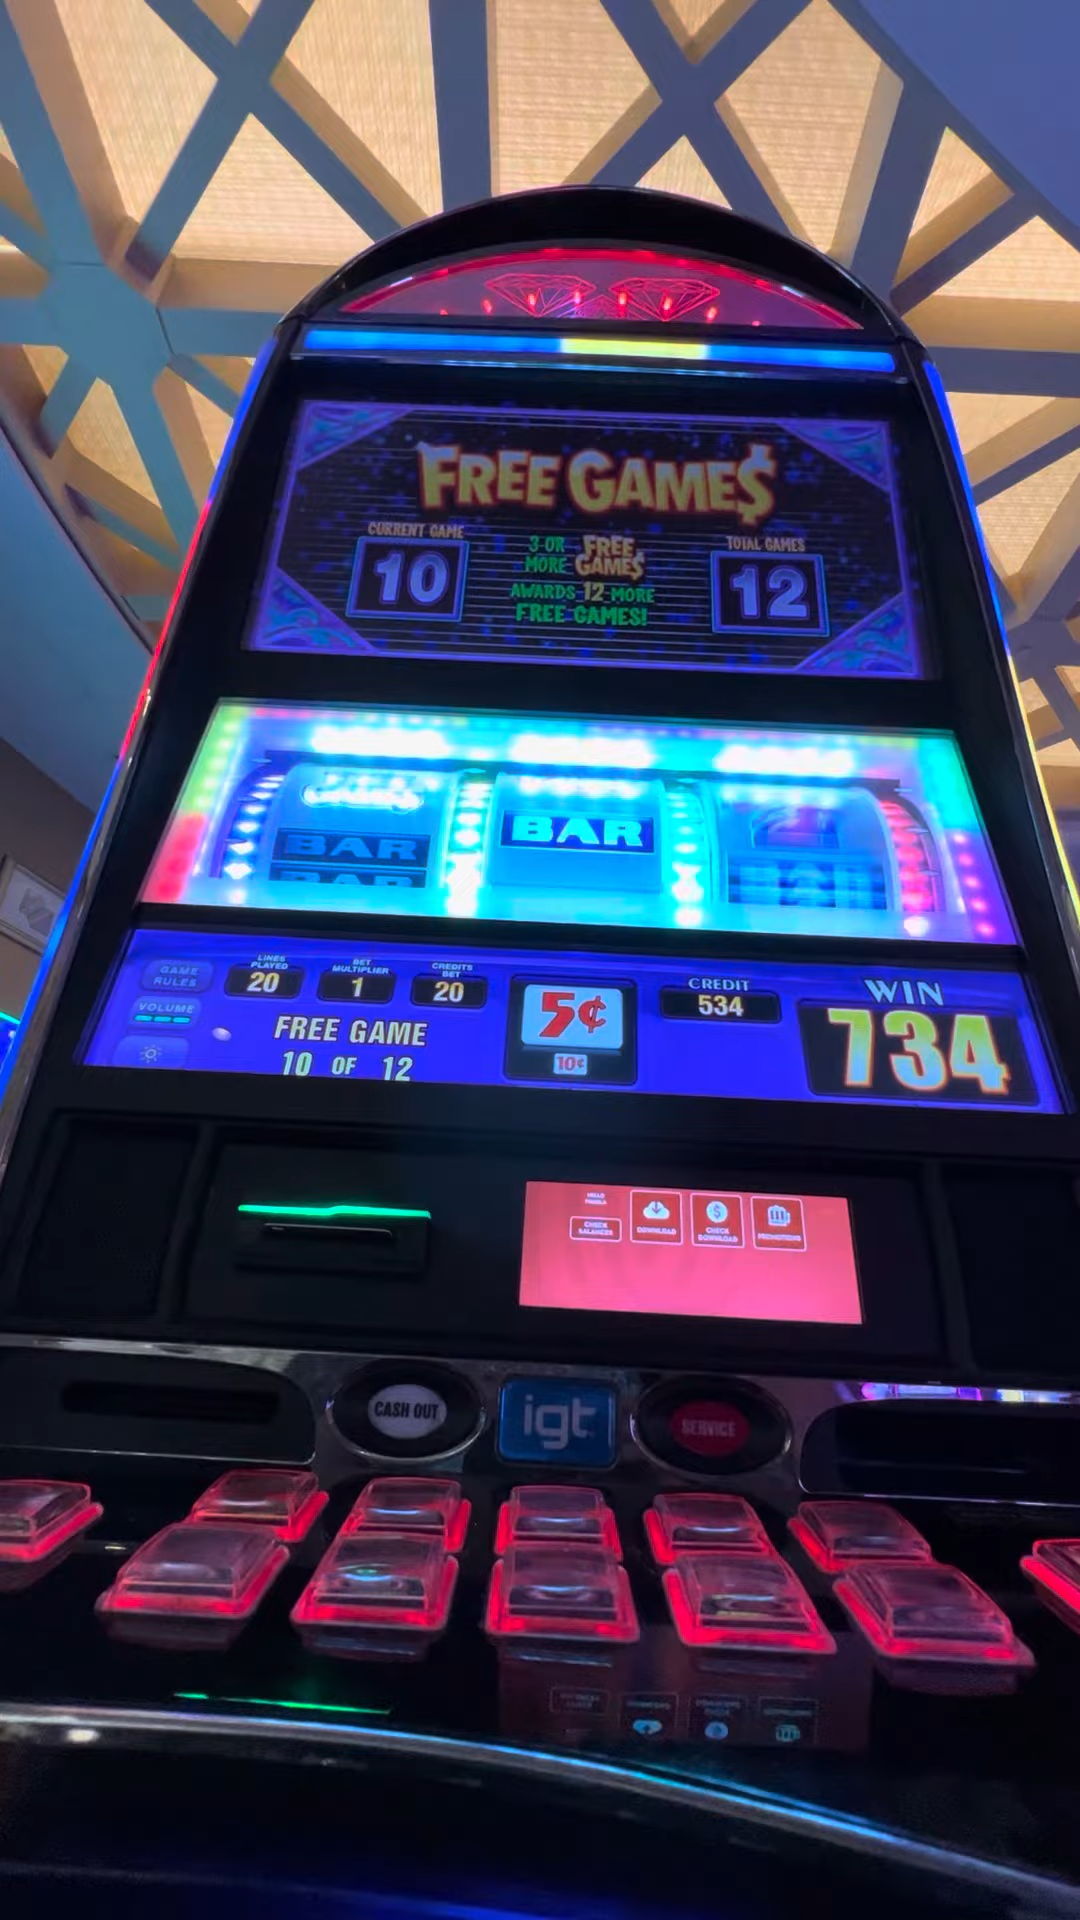 FREE GAME$
CURRENT GAME
10
3 OR MORE FREE GAME$
AWARDS 12 MORE
FREE GAMES!
TOTAL GAMES
12
BAR
BAR
BAR
GAME RULES
VOLUME
LINES PLAYED
20
BET MULTIPLIER
1
CREDITS BET
20
FREE GAME
10 OF 12
5¢
10¢
CREDIT
534
WIN
734
CHECK BALANCES
DOWNLOAD
CHECK DOWNLOAD
PROMOTIONS
CASH OUT
igt
SERVICE